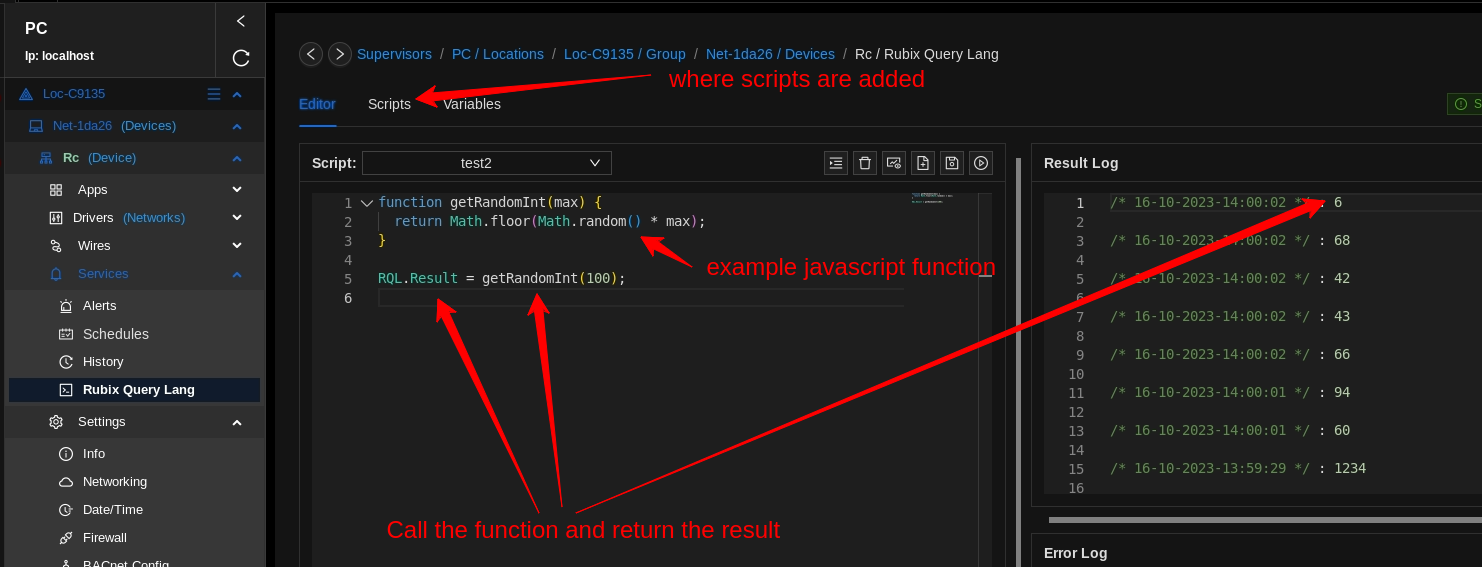 PC
Ip: localhost
Loc-C9135
Net-1da26 (Devices)
Rc (Device)
Apps
Drivers (Networks)
Wires
Services
Alerts
Schedules
History
Rubix Query Lang
Settings
Info
Networking
Date/Time
Firewall
BACnet Config
Supervisors / PC / Locations / Loc-C9135 / Group / Net-1da26 / Devices / Rc / Rubix Query Lang
where scripts are added
Editor Scripts Variables
S
Script: test2
1 function getRandomInt(max) {
2 return Math.floor(Math.random() * max);
3 }
4
5 RQL.Result = getRandomInt(100);
6
example javascript function
Call the function and return the result
Result Log
1 /* 16-10-2023-14:00:02 */ : 6
2
3 /* 16-10-2023-14:00:02 */ : 68
4
5 /* 16-10-2023-14:00:02 */ : 42
6
7 /* 16-10-2023-14:00:02 */ : 43
8
9 /* 16-10-2023-14:00:02 */ : 66
10
11 /* 16-10-2023-14:00:01 */ : 94
12
13 /* 16-10-2023-14:00:01 */ : 60
14
15 /* 16-10-2023-13:59:29 */ : 1234
16
Error Log